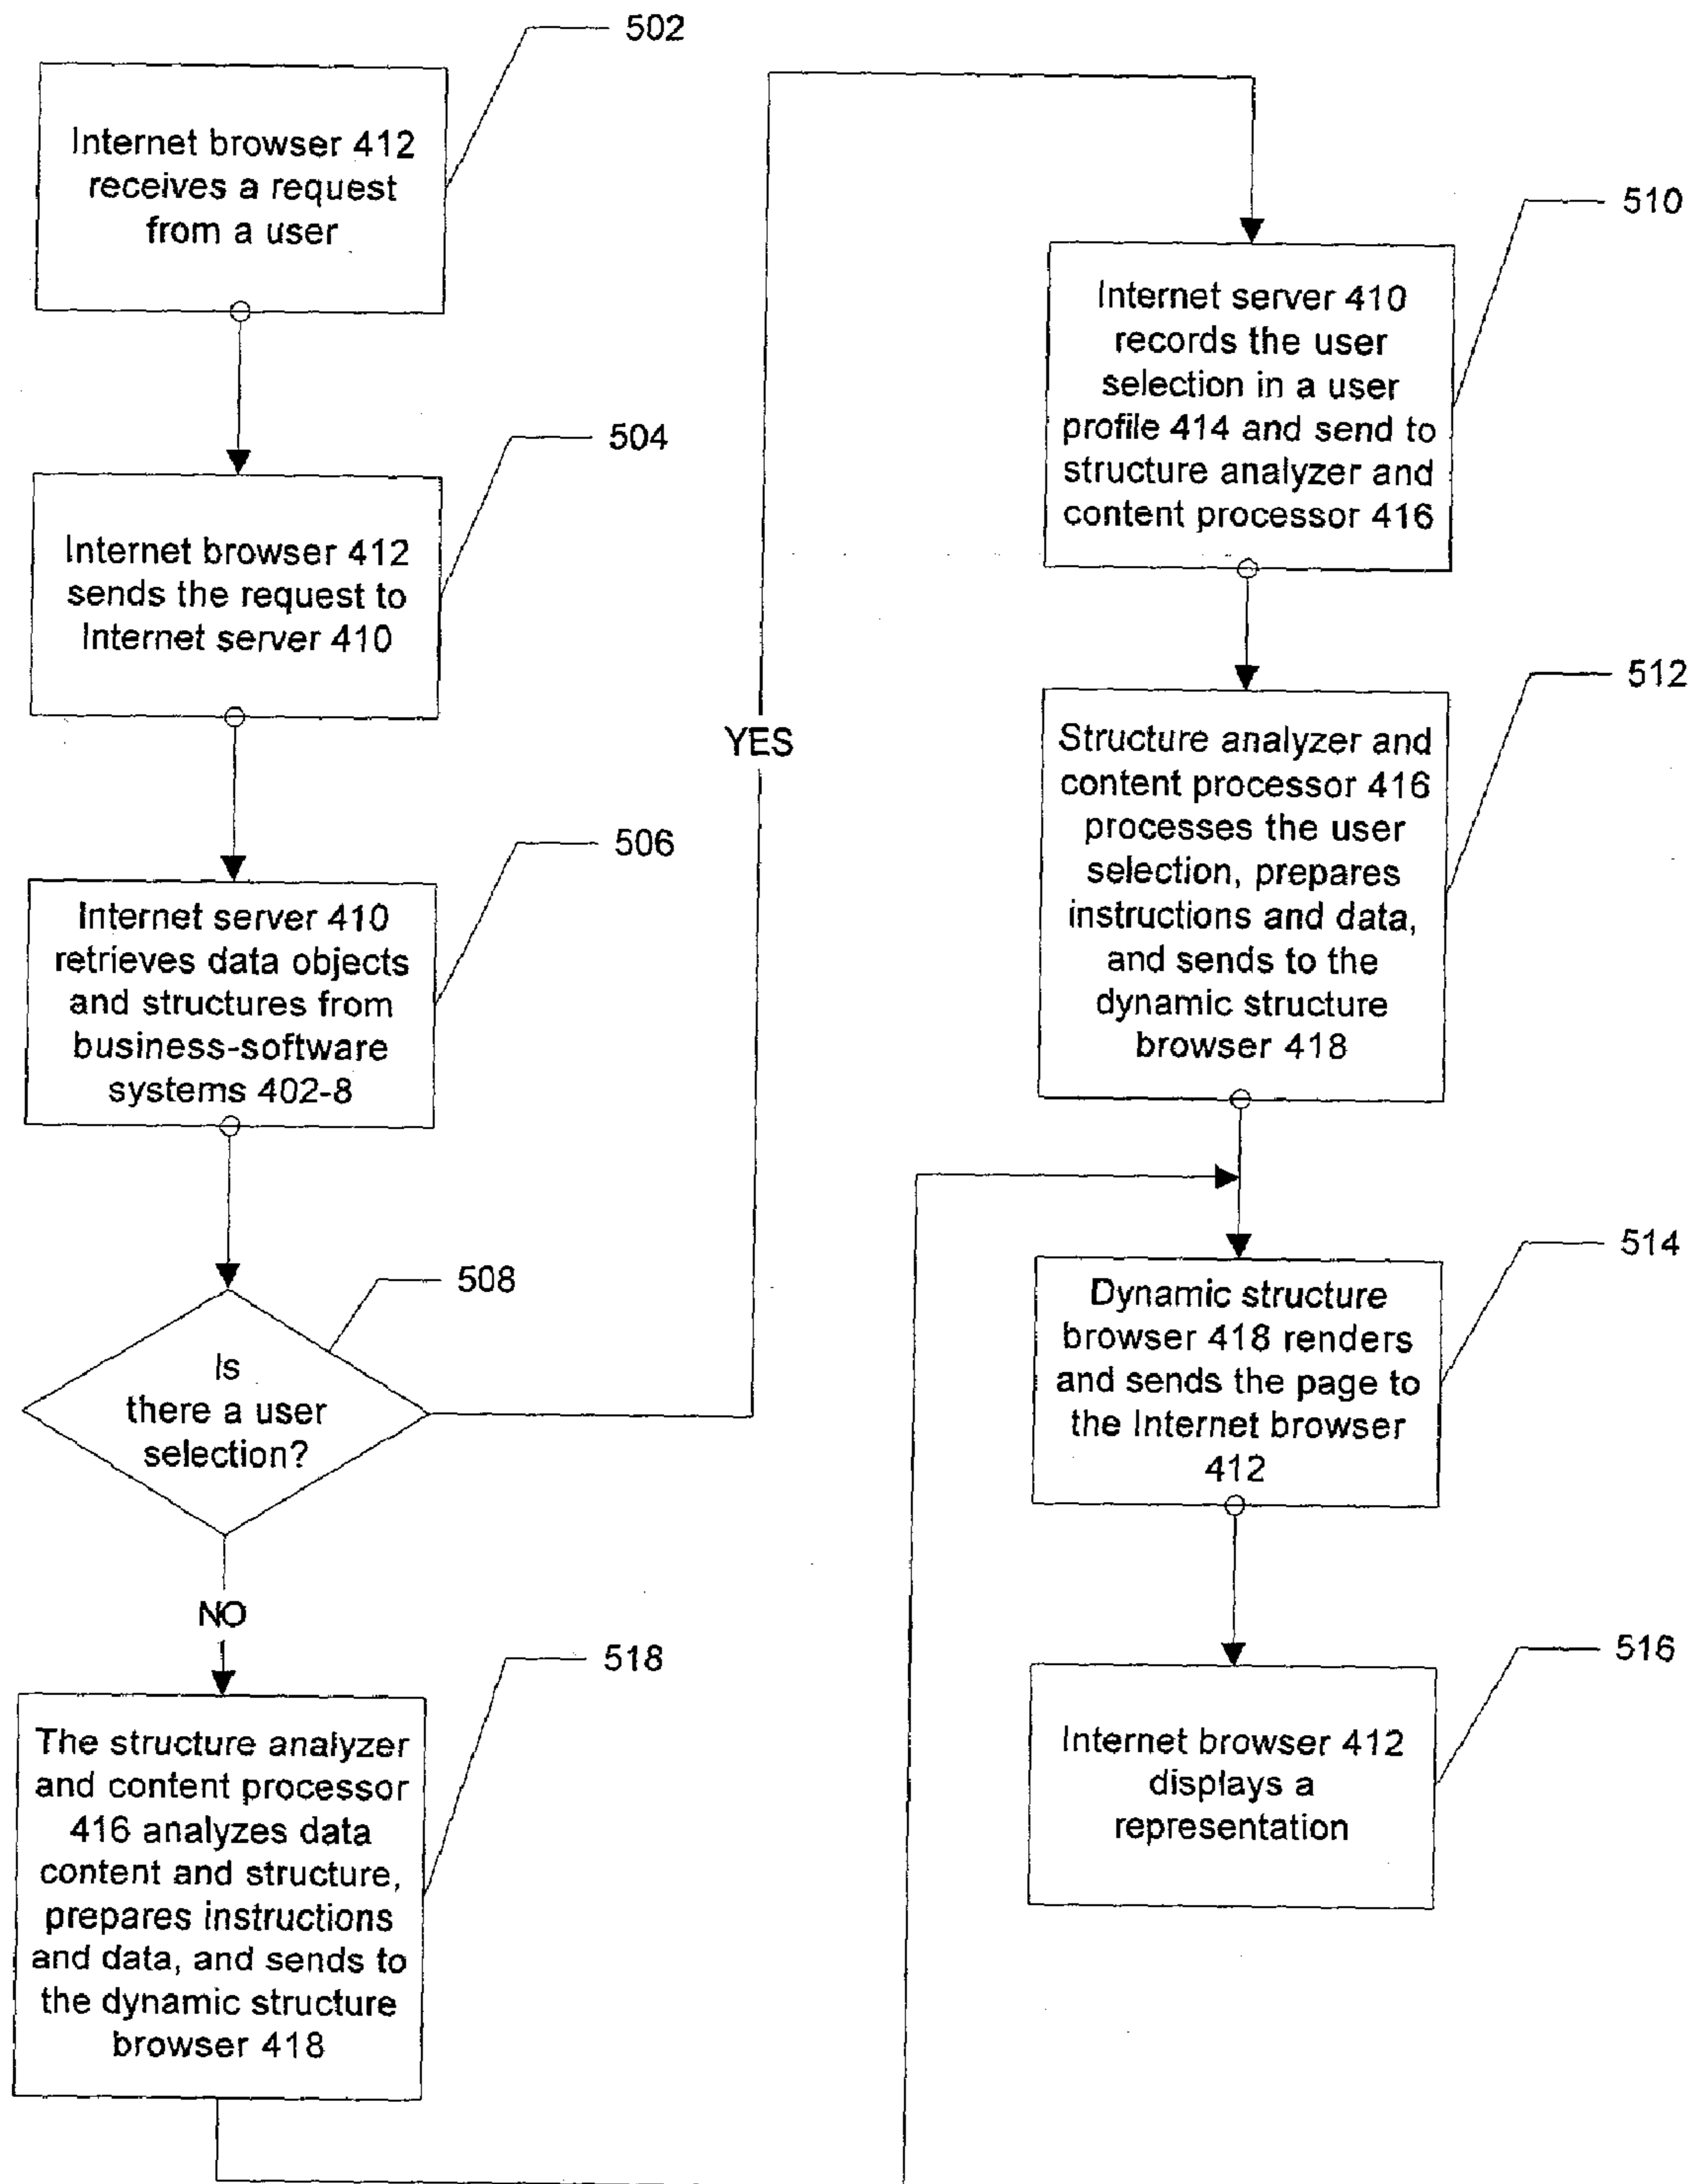 502
Internet browser 412
receives a request
from a user
504
Internet browser 412
sends the request to
Internet server 410
506
Internet server 410
retrieves data objects
and structures from
business-software
systems 402-8
508
Is
there a user
selection?
YES
NO
518
The structure analyzer
and content processor
416 analyzes data
content and structure,
prepares instructions
and data, and sends to
the dynamic structure
browser 418
510
Internet server 410
records the user
selection in a user
profile 414 and send to
structure analyzer and
content processor 416
512
Structure analyzer and
content processor 416
processes the user
selection, prepares
instructions and data,
and sends to the
dynamic structure
browser 418
514
Dynamic structure
browser 418 renders
and sends the page to
the Internet browser
412
516
Internet browser 412
displays a
representation